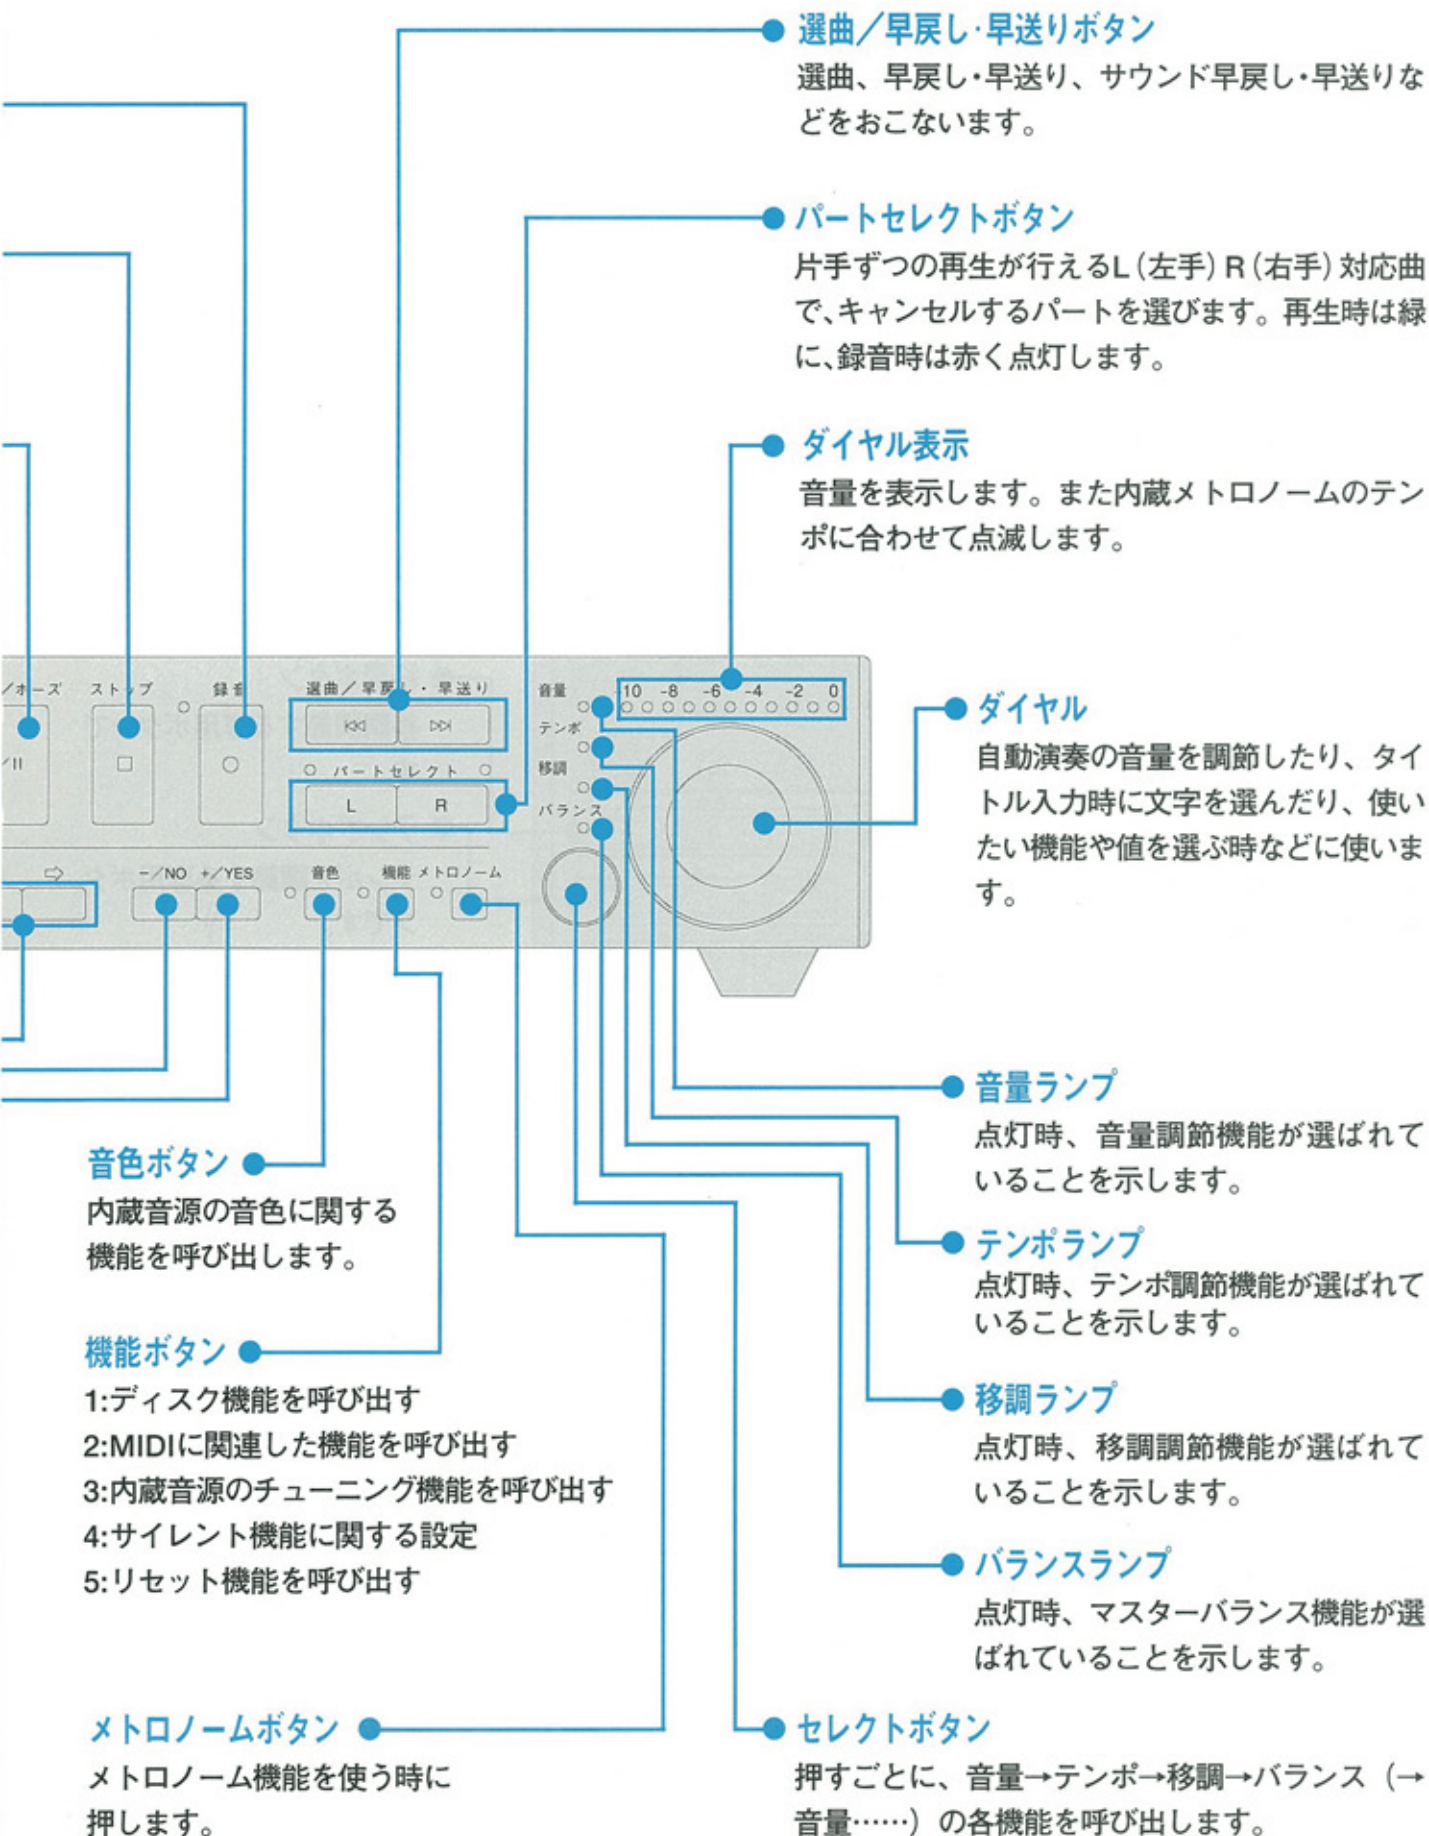 選曲／早戻し・早送りボタン
選曲、早戻し・早送り、サウンド早戻し・早送りな
どをおこないます。
パートセレクトボタン
片手ずつの再生が行えるL（左手）R（右手）対応曲
で、キャンセルするパートを選びます。再生時は緑
に、録音時は赤く点灯します。
ダイヤル表示
音量を表示します。また内蔵メトロノームのテン
ポに合わせて点滅します。
／ポーズ
ストップ
録音
選曲／早戻し・早送り
音量
-10 -8 -6 -4 -2 0
テンポ
パートセレクト
移調
L
R
バランス
－／NO
+／YES
音色
機能
メトロノーム
ダイヤル
自動演奏の音量を調節したり、タイ
トル入力時に文字を選んだり、使い
たい機能や値を選ぶ時などに使いま
す。
音量ランプ
点灯時、音量調節機能が選ばれて
いることを示します。
テンポランプ
点灯時、テンポ調節機能が選ばれて
いることを示します。
移調ランプ
点灯時、移調調節機能が選ばれて
いることを示します。
バランスランプ
点灯時、マスターバランス機能が選
ばれていることを示します。
セレクトボタン
押すごとに、音量→テンポ→移調→バランス（→
音量……）の各機能を呼び出します。
音色ボタン
内蔵音源の音色に関する
機能を呼び出します。
機能ボタン
1:ディスク機能を呼び出す
2:MIDIに関連した機能を呼び出す
3:内蔵音源のチューニング機能を呼び出す
4:サイレント機能に関する設定
5:リセット機能を呼び出す
メトロノームボタン
メトロノーム機能を使う時に
押します。